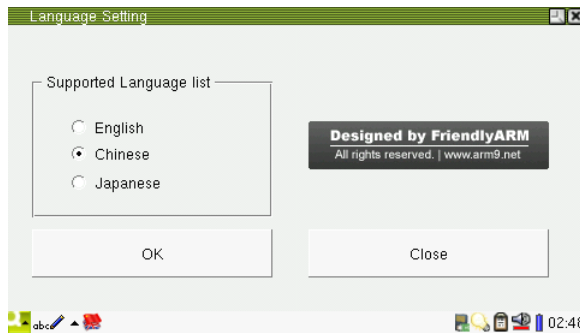 Language Setting
Supported Language list
English
Chinese
Japanese
Designed by FriendlyARM
All rights reserved. | www.arm9.net
OK
Close
abc
02:48